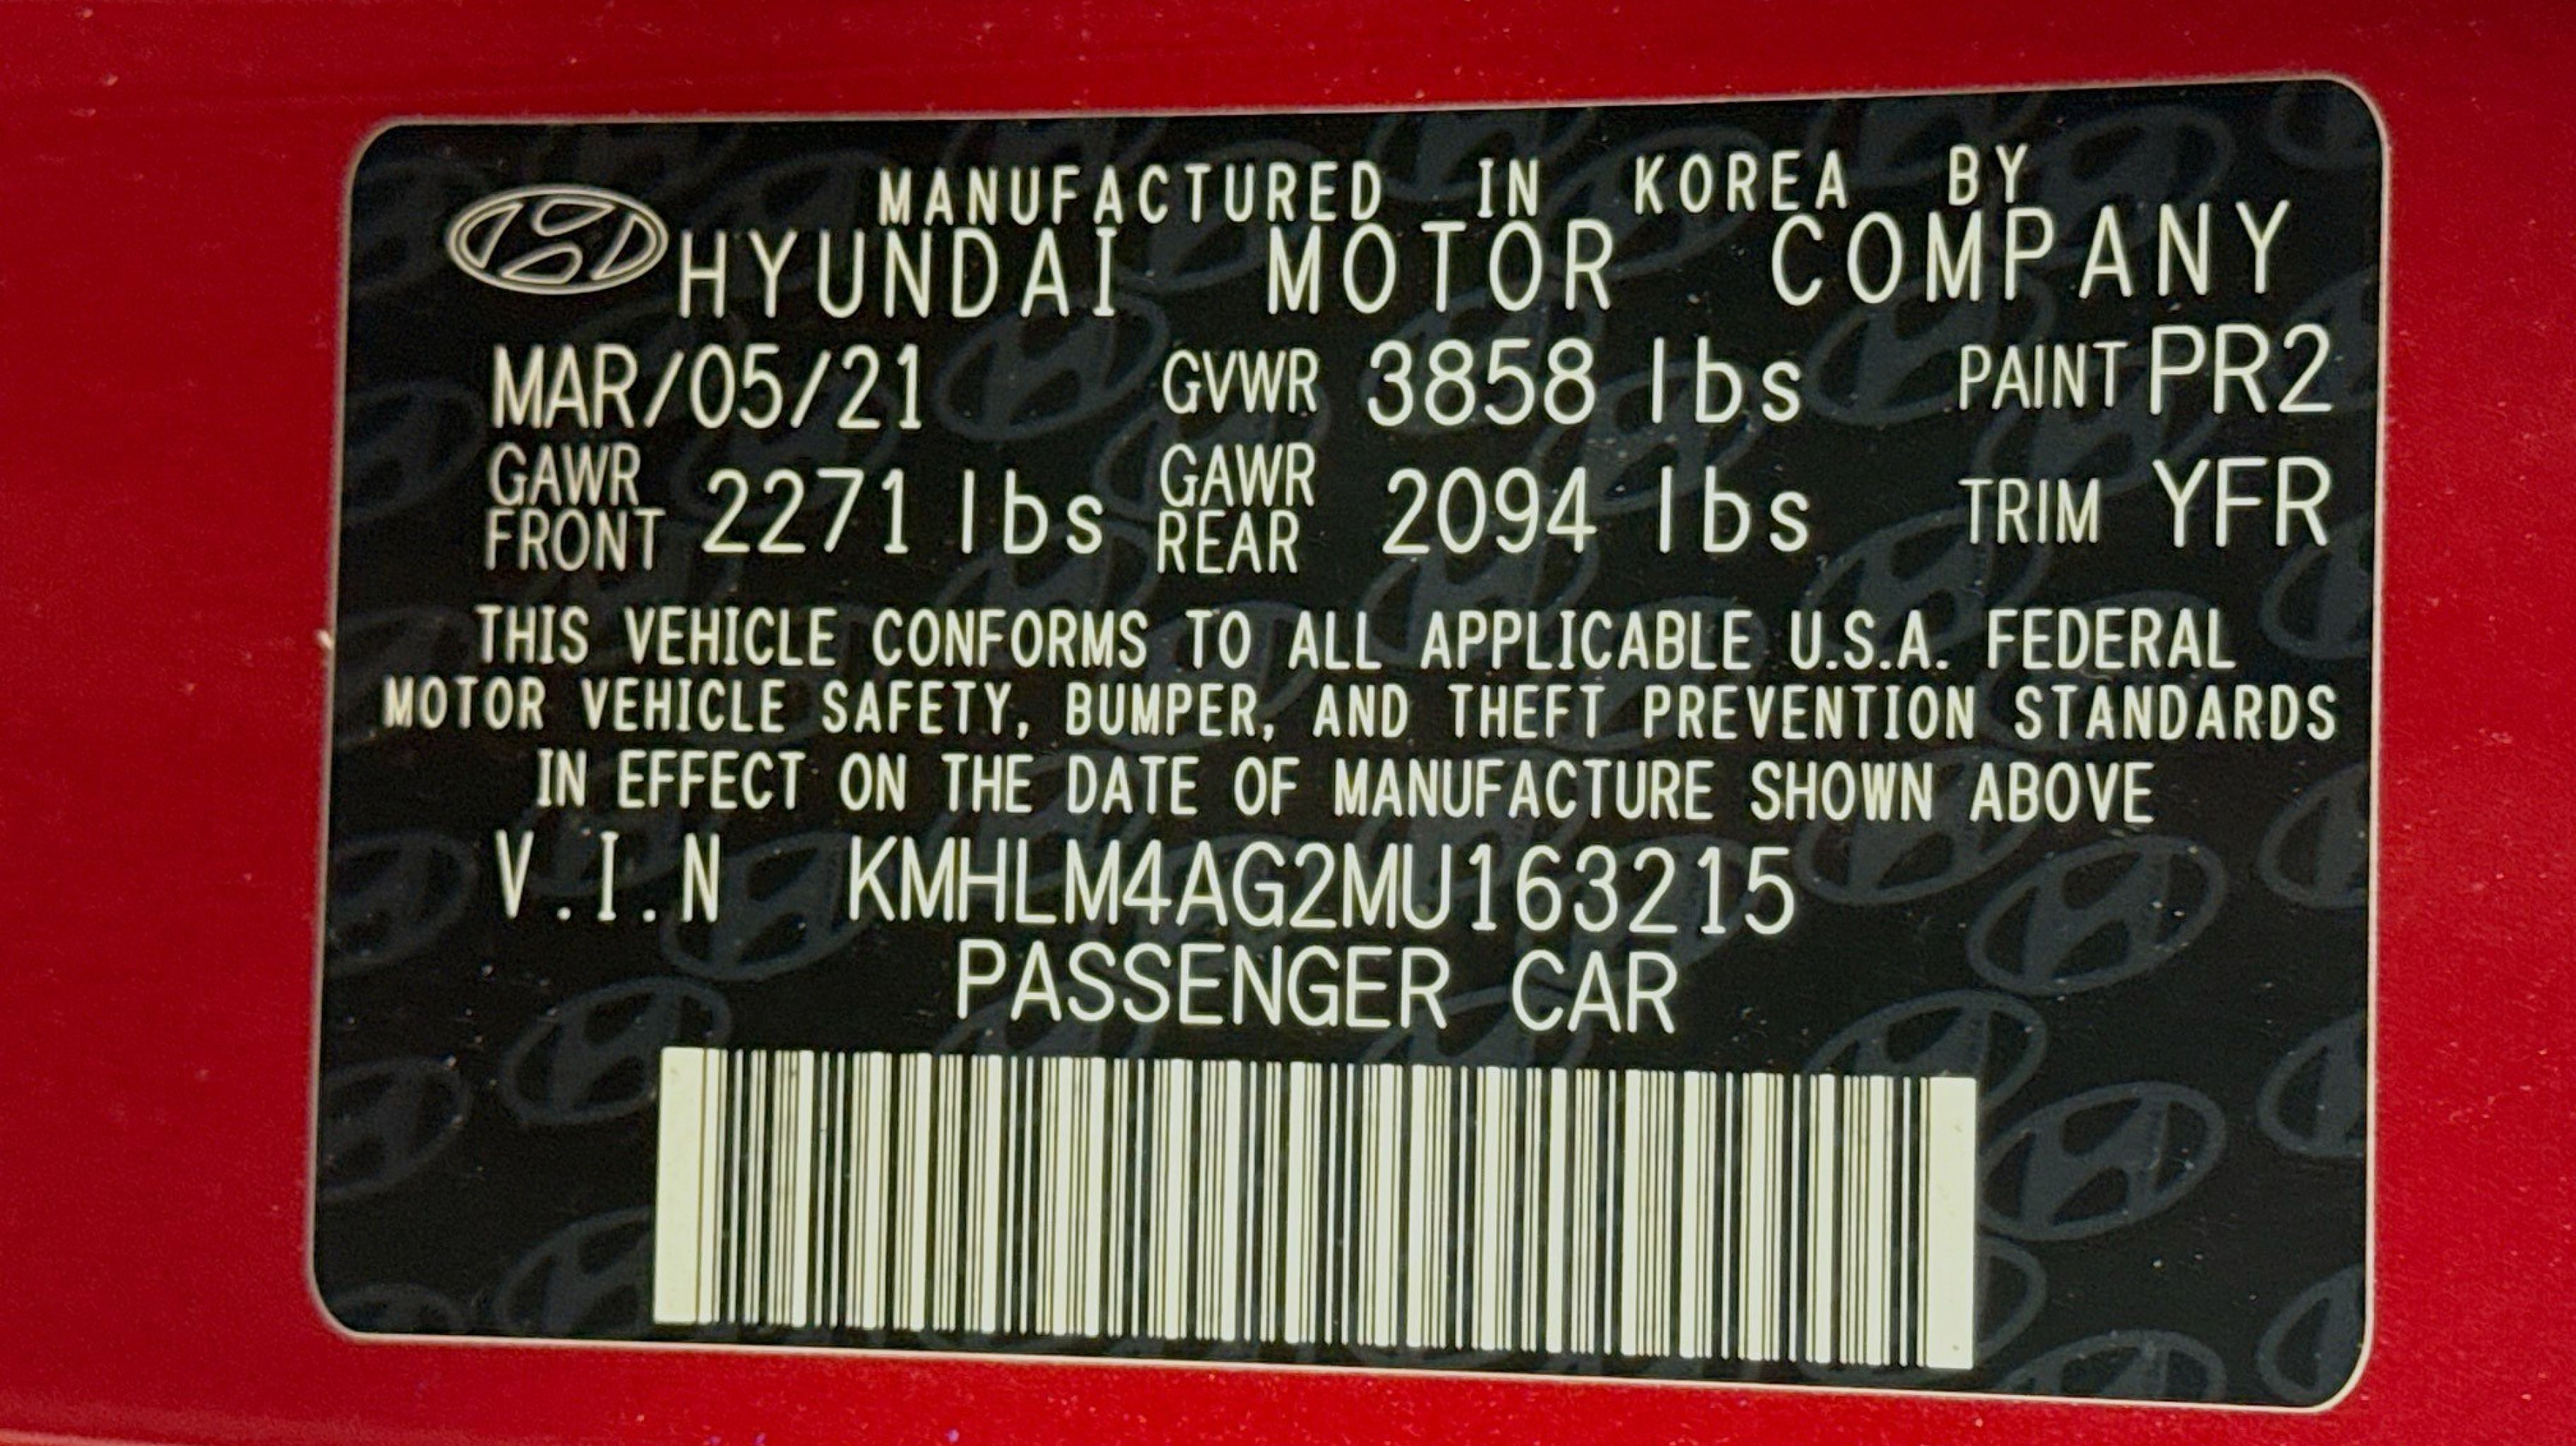 MANUFACTURED IN KOREA BY
HYUNDAI MOTOR COMPANY
MAR/05/21 GVWR 3858 lbs PAINT PR2
GAWR FRONT 2271 lbs GAWR REAR 2094 lbs TRIM YFR
THIS VEHICLE CONFORMS TO ALL APPLICABLE U.S.A. FEDERAL
MOTOR VEHICLE SAFETY, BUMPER, AND THEFT PREVENTION STANDARDS
IN EFFECT ON THE DATE OF MANUFACTURE SHOWN ABOVE
V.I.N KMHLM4AG2MU163215
PASSENGER CAR